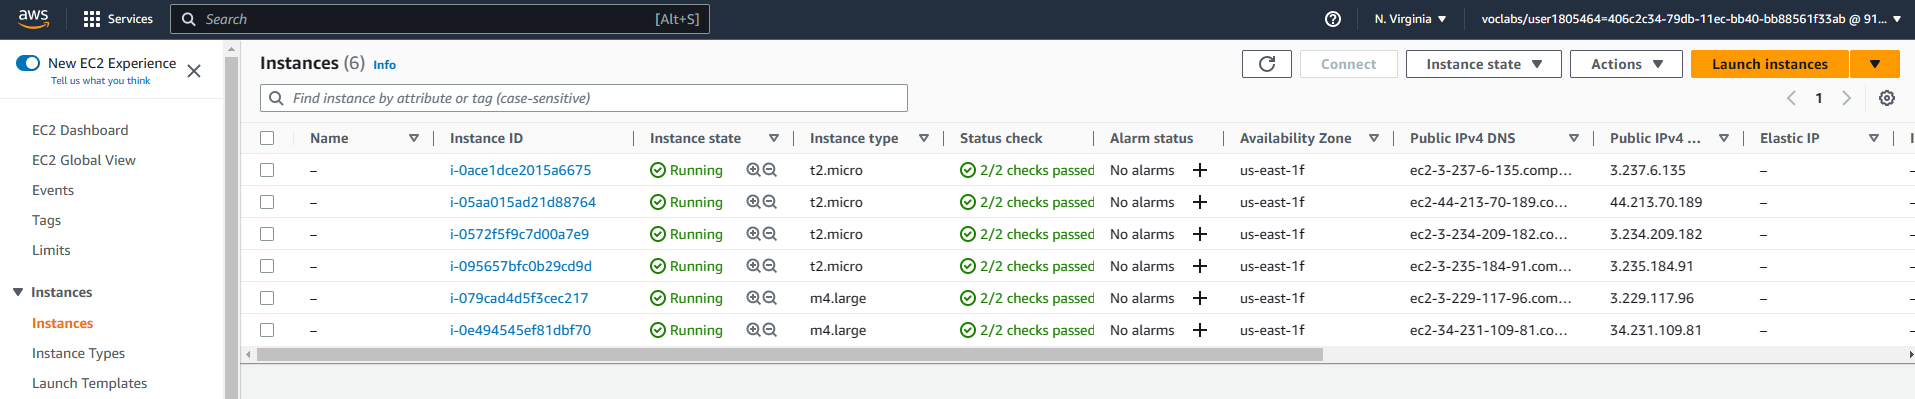 aws Services Search [Alt+S] N. Virginia voclabs/user1805464=406c2c34-79db-11ec-bb40-bb88561f33ab @ 91...
New EC2 Experience
Tell us what you think
EC2 Dashboard
EC2 Global View
Events
Tags
Limits
Instances
Instances
Instance Types
Launch Templates
Instances (6) Info Connect Instance state Actions Launch instances
Find instance by attribute or tag (case-sensitive) 1
Name Instance ID Instance state Instance type Status check Alarm status Availability Zone Public IPv4 DNS Public IPv4 ... Elastic IP
– i-0ace1dce2015a6675 Running t2.micro 2/2 checks passed No alarms + us-east-1f ec2-3-237-6-135.comp... 3.237.6.135 –
– i-05aa015ad21d88764 Running t2.micro 2/2 checks passed No alarms + us-east-1f ec2-44-213-70-189.co... 44.213.70.189 –
– i-0572f5f9c7d00a7e9 Running t2.micro 2/2 checks passed No alarms + us-east-1f ec2-3-234-209-182.co... 3.234.209.182 –
– i-095657bfc0b29cd9d Running t2.micro 2/2 checks passed No alarms + us-east-1f ec2-3-235-184-91.com... 3.235.184.91 –
– i-079cad4d5f3cec217 Running m4.large 2/2 checks passed No alarms + us-east-1f ec2-3-229-117-96.com... 3.229.117.96 –
– i-0e494545ef81dbf70 Running m4.large 2/2 checks passed No alarms + us-east-1f ec2-34-231-109-81.co... 34.231.109.81 –